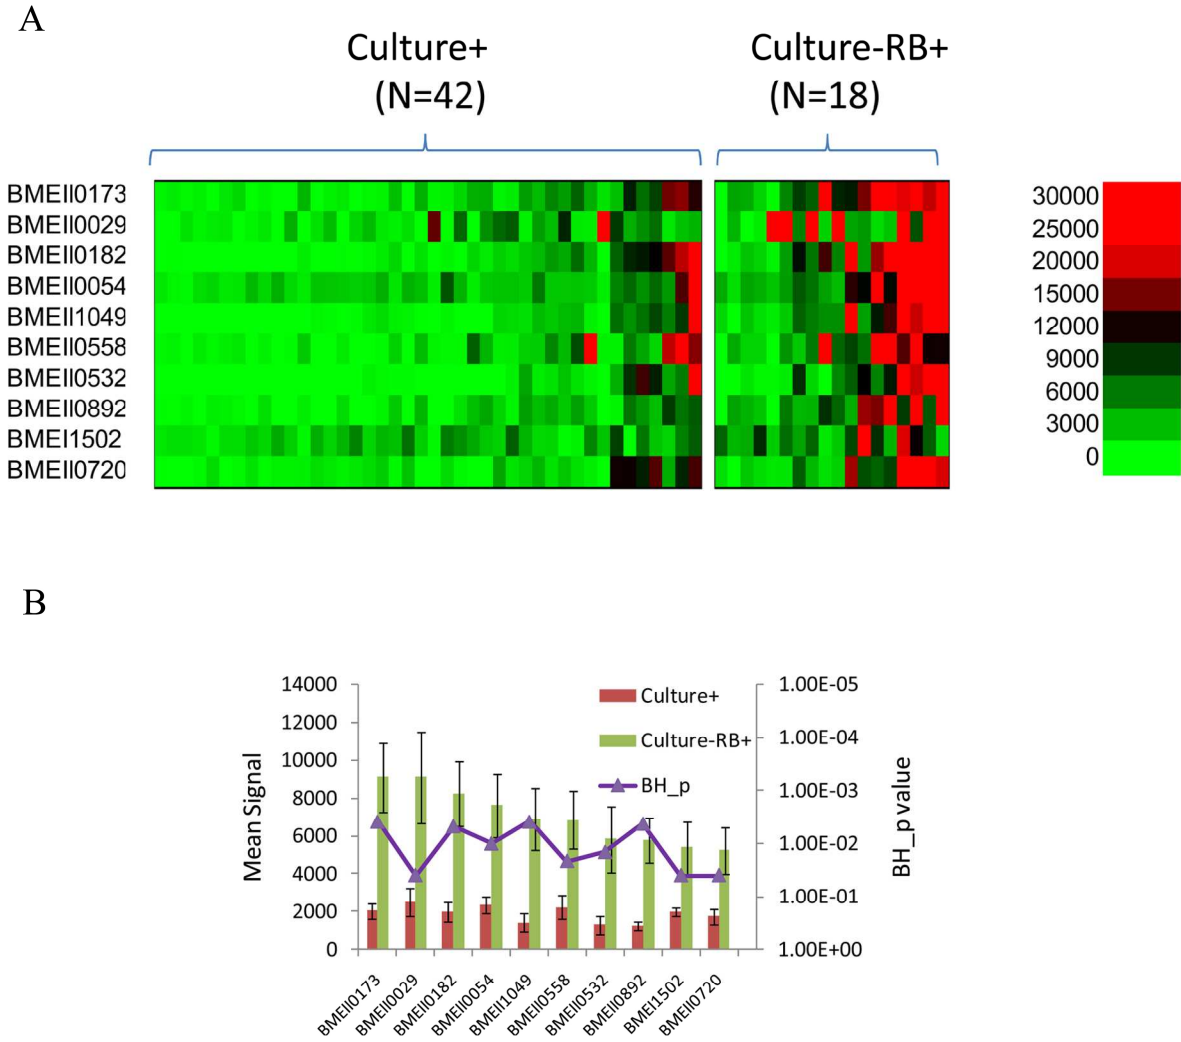 A
Culture+
(N=42)
Culture-RB+
(N=18)
BMEII0173
BMEII0029
BMEII0182
BMEII0054
BMEII1049
BMEII0558
BMEII0532
BMEII0892
BMEI1502
BMEII0720
30000
25000
20000
15000
12000
9000
6000
3000
0
B
Mean Signal
14000
12000
10000
8000
6000
4000
2000
0
Culture+
Culture-RB+
BH_p
1.00E-05
1.00E-04
1.00E-03
1.00E-02
1.00E-01
1.00E+00
BH_p value
BMEII0173
BMEII0029
BMEII0182
BMEII0054
BMEII1049
BMEII0558
BMEII0532
BMEII0892
BMEI1502
BMEII0720